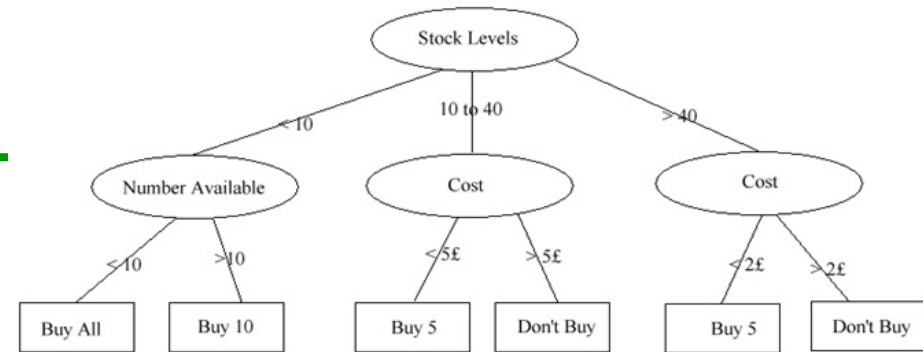 Stock Levels
< 10
10 to 40
> 40
Number Available
Cost
Cost
< 10
>10
< 5£
> 5£
< 2£
> 2£
Buy All
Buy 10
Buy 5
Don't Buy
Buy 5
Don't Buy